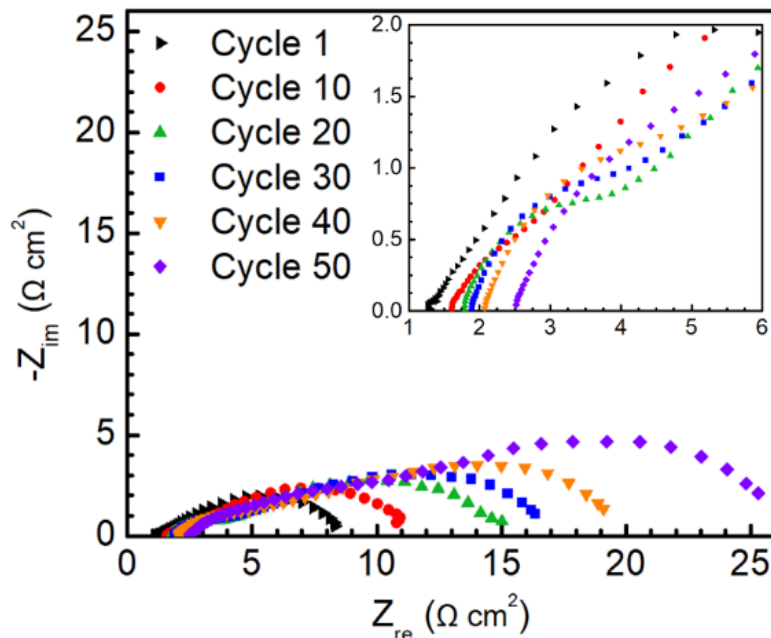 26
25
20
15
10
5
0
-Z_im (Ω cm²)
Cycle 1
Cycle 10
Cycle 20
Cycle 30
Cycle 40
Cycle 50
2.0
1.5
1.0
0.5
0.0
1 2 3 4 5 6
0 5 10 15 20 25
Z_re (Ω cm²)